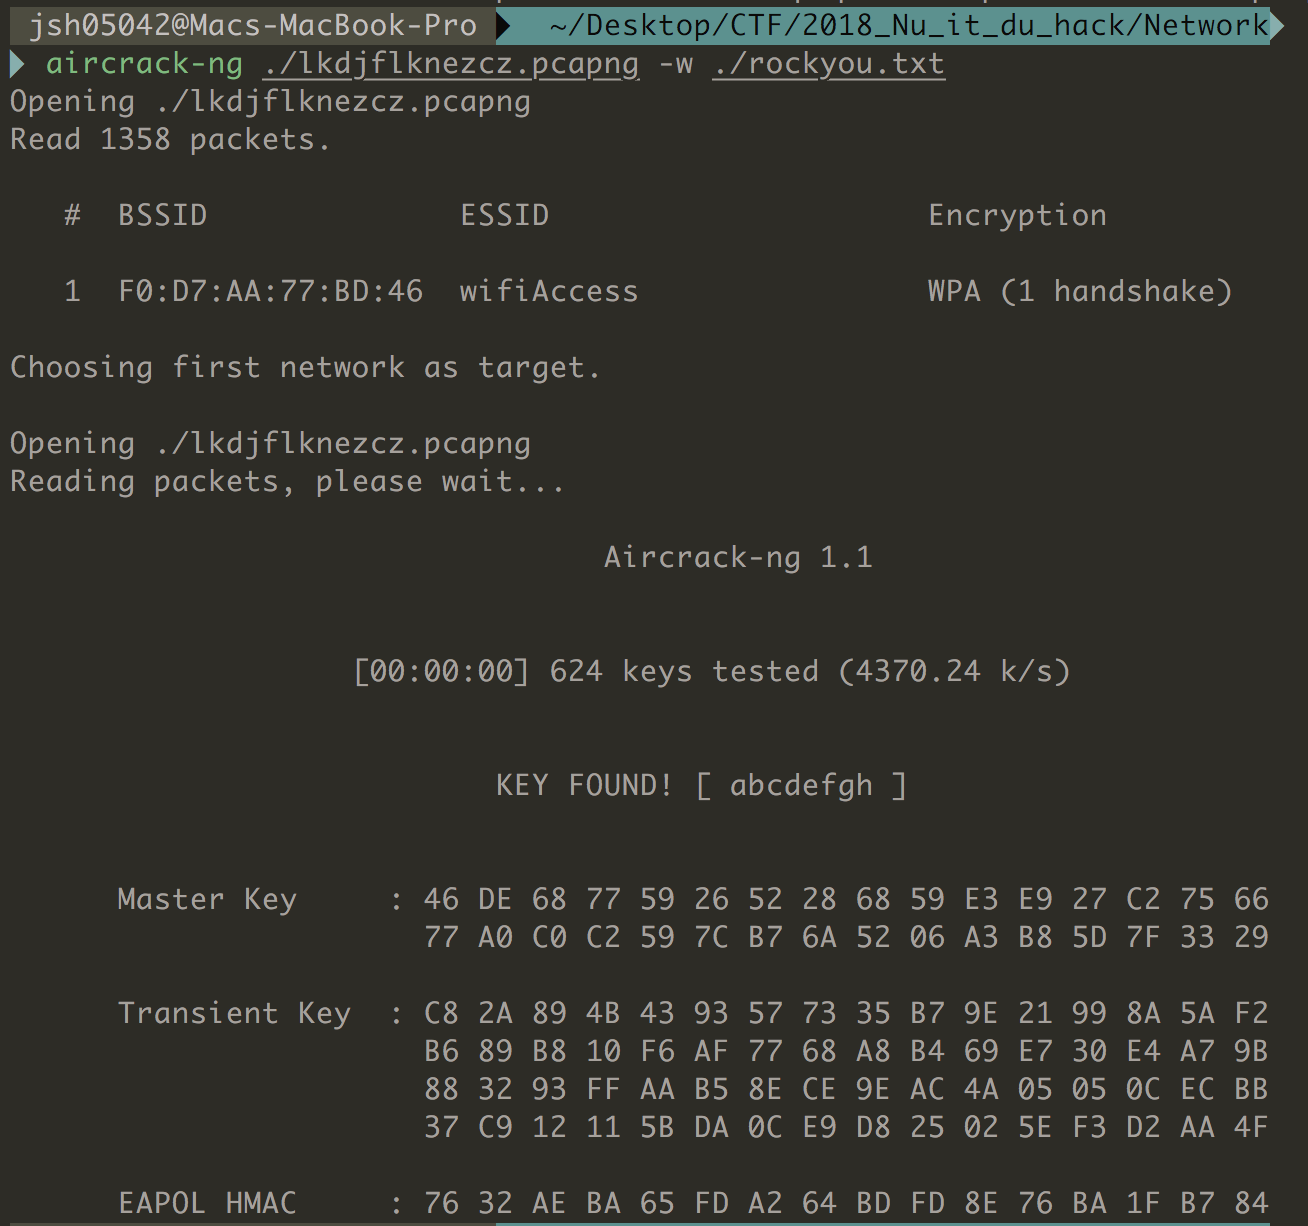 jsh05042@Macs-MacBook-Pro ~/Desktop/CTF/2018_Nu_it_du_hack/Network
aircrack-ng ./lkdjflknezcz.pcapng -w ./rockyou.txt
Opening ./lkdjflknezcz.pcapng
Read 1358 packets.
# BSSID ESSID Encryption
1 F0:D7:AA:77:BD:46 wifiAccess WPA (1 handshake)
Choosing first network as target.
Opening ./lkdjflknezcz.pcapng
Reading packets, please wait...
Aircrack-ng 1.1
[00:00:00] 624 keys tested (4370.24 k/s)
KEY FOUND! [ abcdefgh ]
Master Key : 46 DE 68 77 59 26 52 28 68 59 E3 E9 27 C2 75 66
77 A0 C0 C2 59 7C B7 6A 52 06 A3 B8 5D 7F 33 29
Transient Key : C8 2A 89 4B 43 93 57 73 35 B7 9E 21 99 8A 5A F2
B6 89 B8 10 F6 AF 77 68 A8 B4 69 E7 30 E4 A7 9B
88 32 93 FF AA B5 8E CE 9E AC 4A 05 05 0C EC BB
37 C9 12 11 5B DA 0C E9 D8 25 02 5E F3 D2 AA 4F
EAPOL HMAC : 76 32 AE BA 65 FD A2 64 BD FD 8E 76 BA 1F B7 84